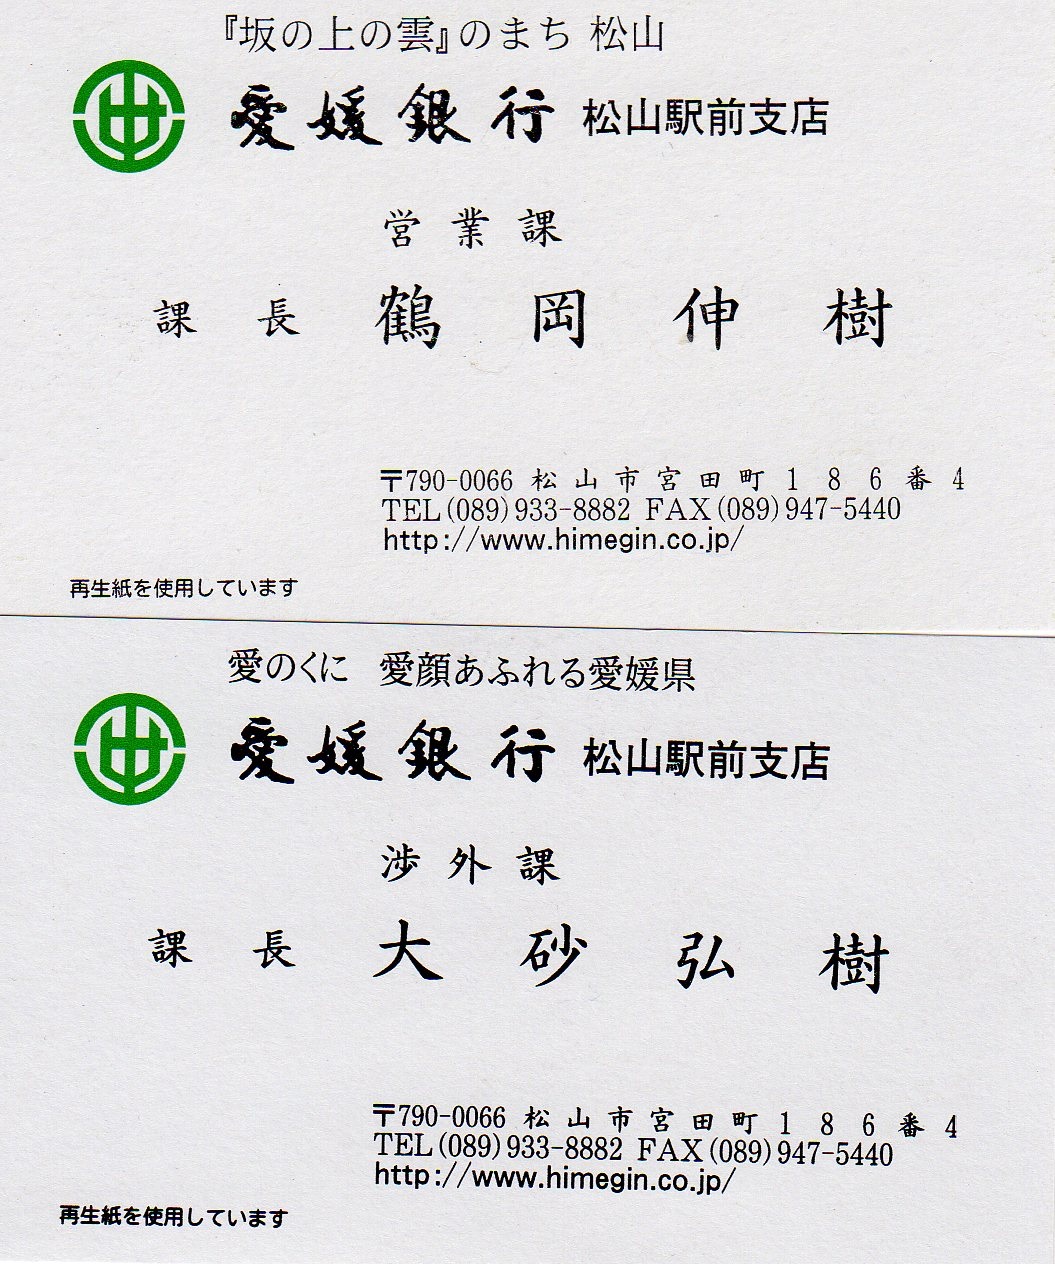 『坂の上の雲』のまち 松山
愛媛銀行 松山駅前支店
営業課
課長 鶴岡伸樹
〒790-0066 松山市宮田町186番4
TEL(089)933-8882 FAX(089)947-5440
http://www.himegin.co.jp/
再生紙を使用しています
愛のくに 愛顔あふれる愛媛県
愛媛銀行 松山駅前支店
渉外課
課長 大砂弘樹
〒790-0066 松山市宮田町186番4
TEL(089)933-8882 FAX(089)947-5440
http://www.himegin.co.jp/
再生紙を使用しています